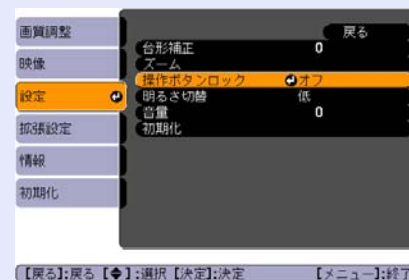 画質調整
映像
設定
拡張設定
情報
初期化
戻る
台形補正 0
ズーム
操作ボタンロック オフ
明るさ切替 低
音量 0
初期化
【戻る】:戻る 【◆】:選択 【決定】:決定 【メニュー】:終了